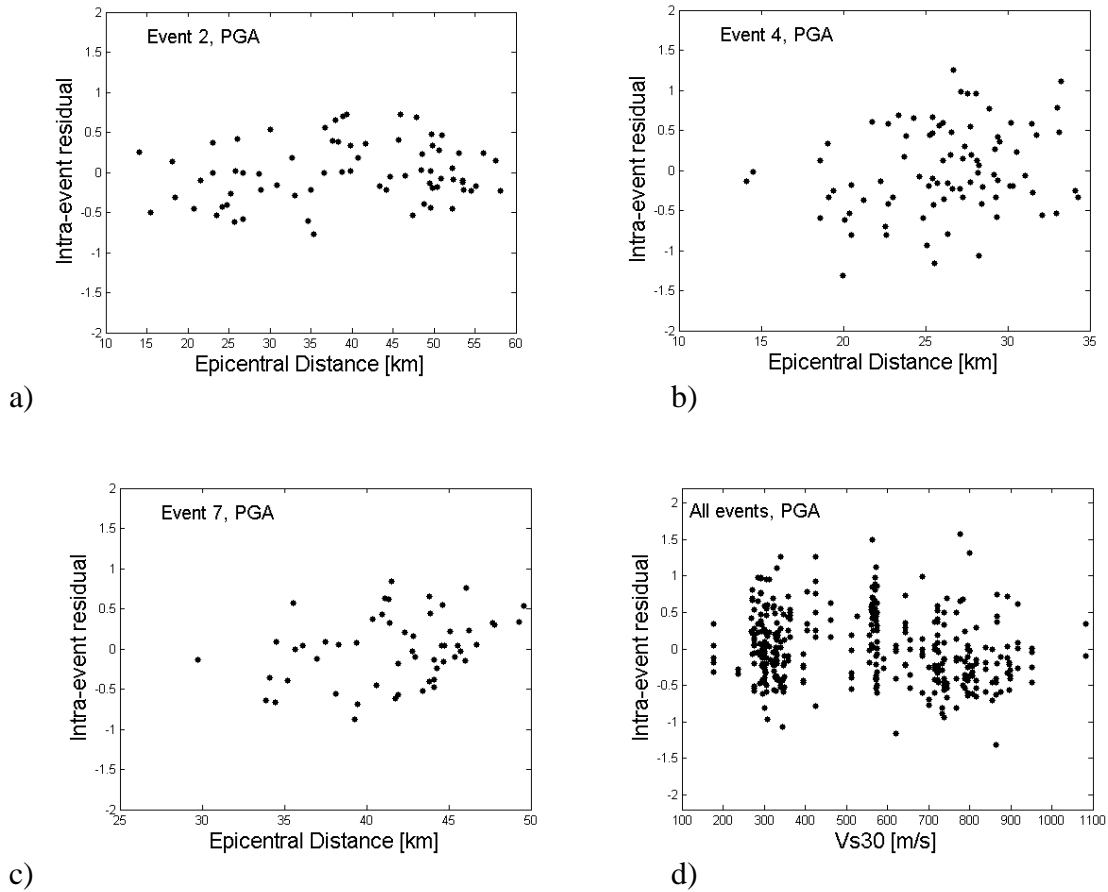 Event 2, PGA
Intra-event residual
2
1.5
1
0.5
0
-0.5
-1
-1.5
-2
10 15 20 25 30 35 40 45 50 55 60
Epicentral Distance [km]
a)
Event 4, PGA
Intra-event residual
2
1.5
1
0.5
0
-0.5
-1
-1.5
-2
10 15 20 25 30 35
Epicentral Distance [km]
b)
Event 7, PGA
Intra-event residual
2
1.5
1
0.5
0
-0.5
-1
-1.5
-2
25 30 35 40 45 50
Epicentral Distance [km]
c)
All events, PGA
Intra-event residual
2
1.5
1
0.5
0
-0.5
-1
-1.5
-2
100 200 300 400 500 600 700 800 900 1000 1100
Vs30 [m/s]
d)